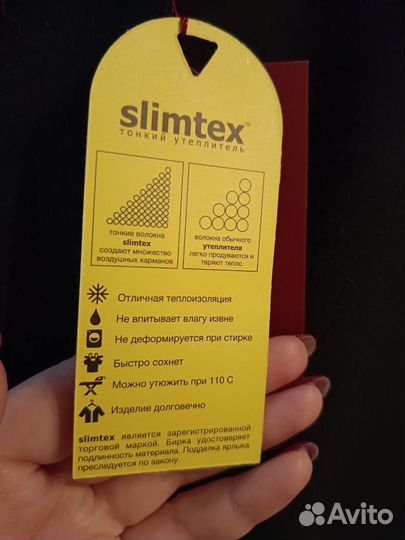 slimtex™
тонкий утеплитель
тонкие волокна
slimtex
создают множество
воздушных карманов
волокна обычного
утеплителя
легко продуваются и
теряют тепло
Отличная теплоизоляция
Не впитывает влагу извне
Не деформируется при стирке
Быстро сохнет
Можно утюжить при 110 С
Изделие долговечно
slimtex является зарегистрированной
торговой маркой. Бирка удостоверяет
подлинность материала. Подделка ярлыка
преследуется по закону.
Avito